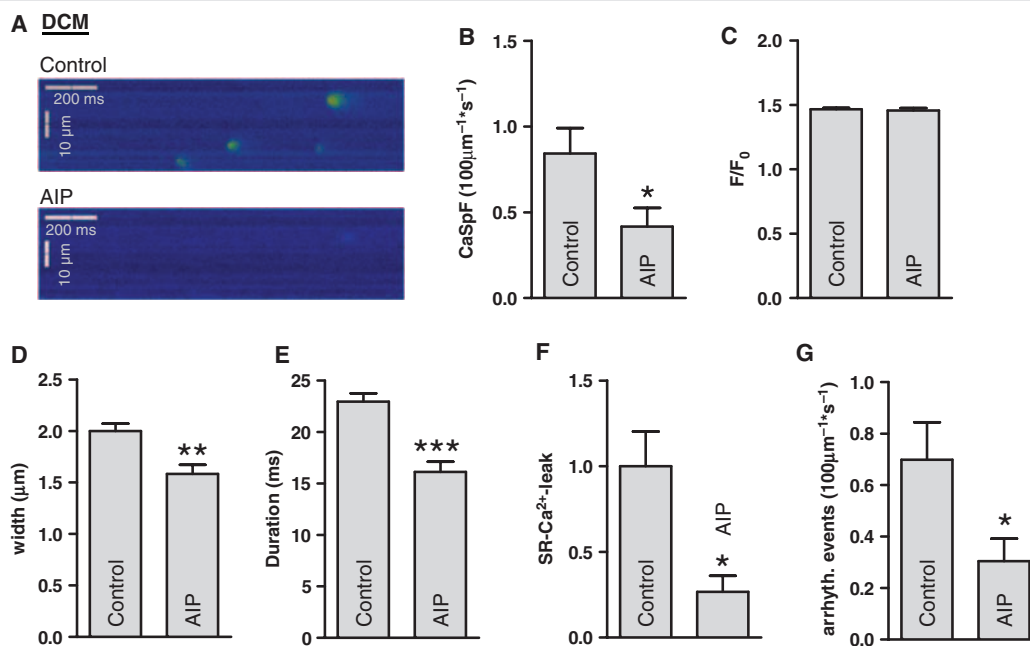 A DCM
Control
200 ms
10 µm
AIP
200 ms
10 µm
B
CaSpF (100µm⁻¹*s⁻¹)
1.5
1.0
0.5
0.0
Control
*
AIP
C
F/F₀
2.0
1.5
1.0
0.5
0.0
Control
AIP
D
width (µm)
2.5
2.0
1.5
1.0
0.5
0.0
Control
**
AIP
E
Duration (ms)
25
20
15
10
5
0
Control
***
AIP
F
SR-Ca²⁺-leak
1.5
1.0
0.5
0.0
Control
AIP
*
G
arrhyth. events (100µm⁻¹*s⁻¹)
1.0
0.8
0.6
0.4
0.2
0.0
Control
*
AIP